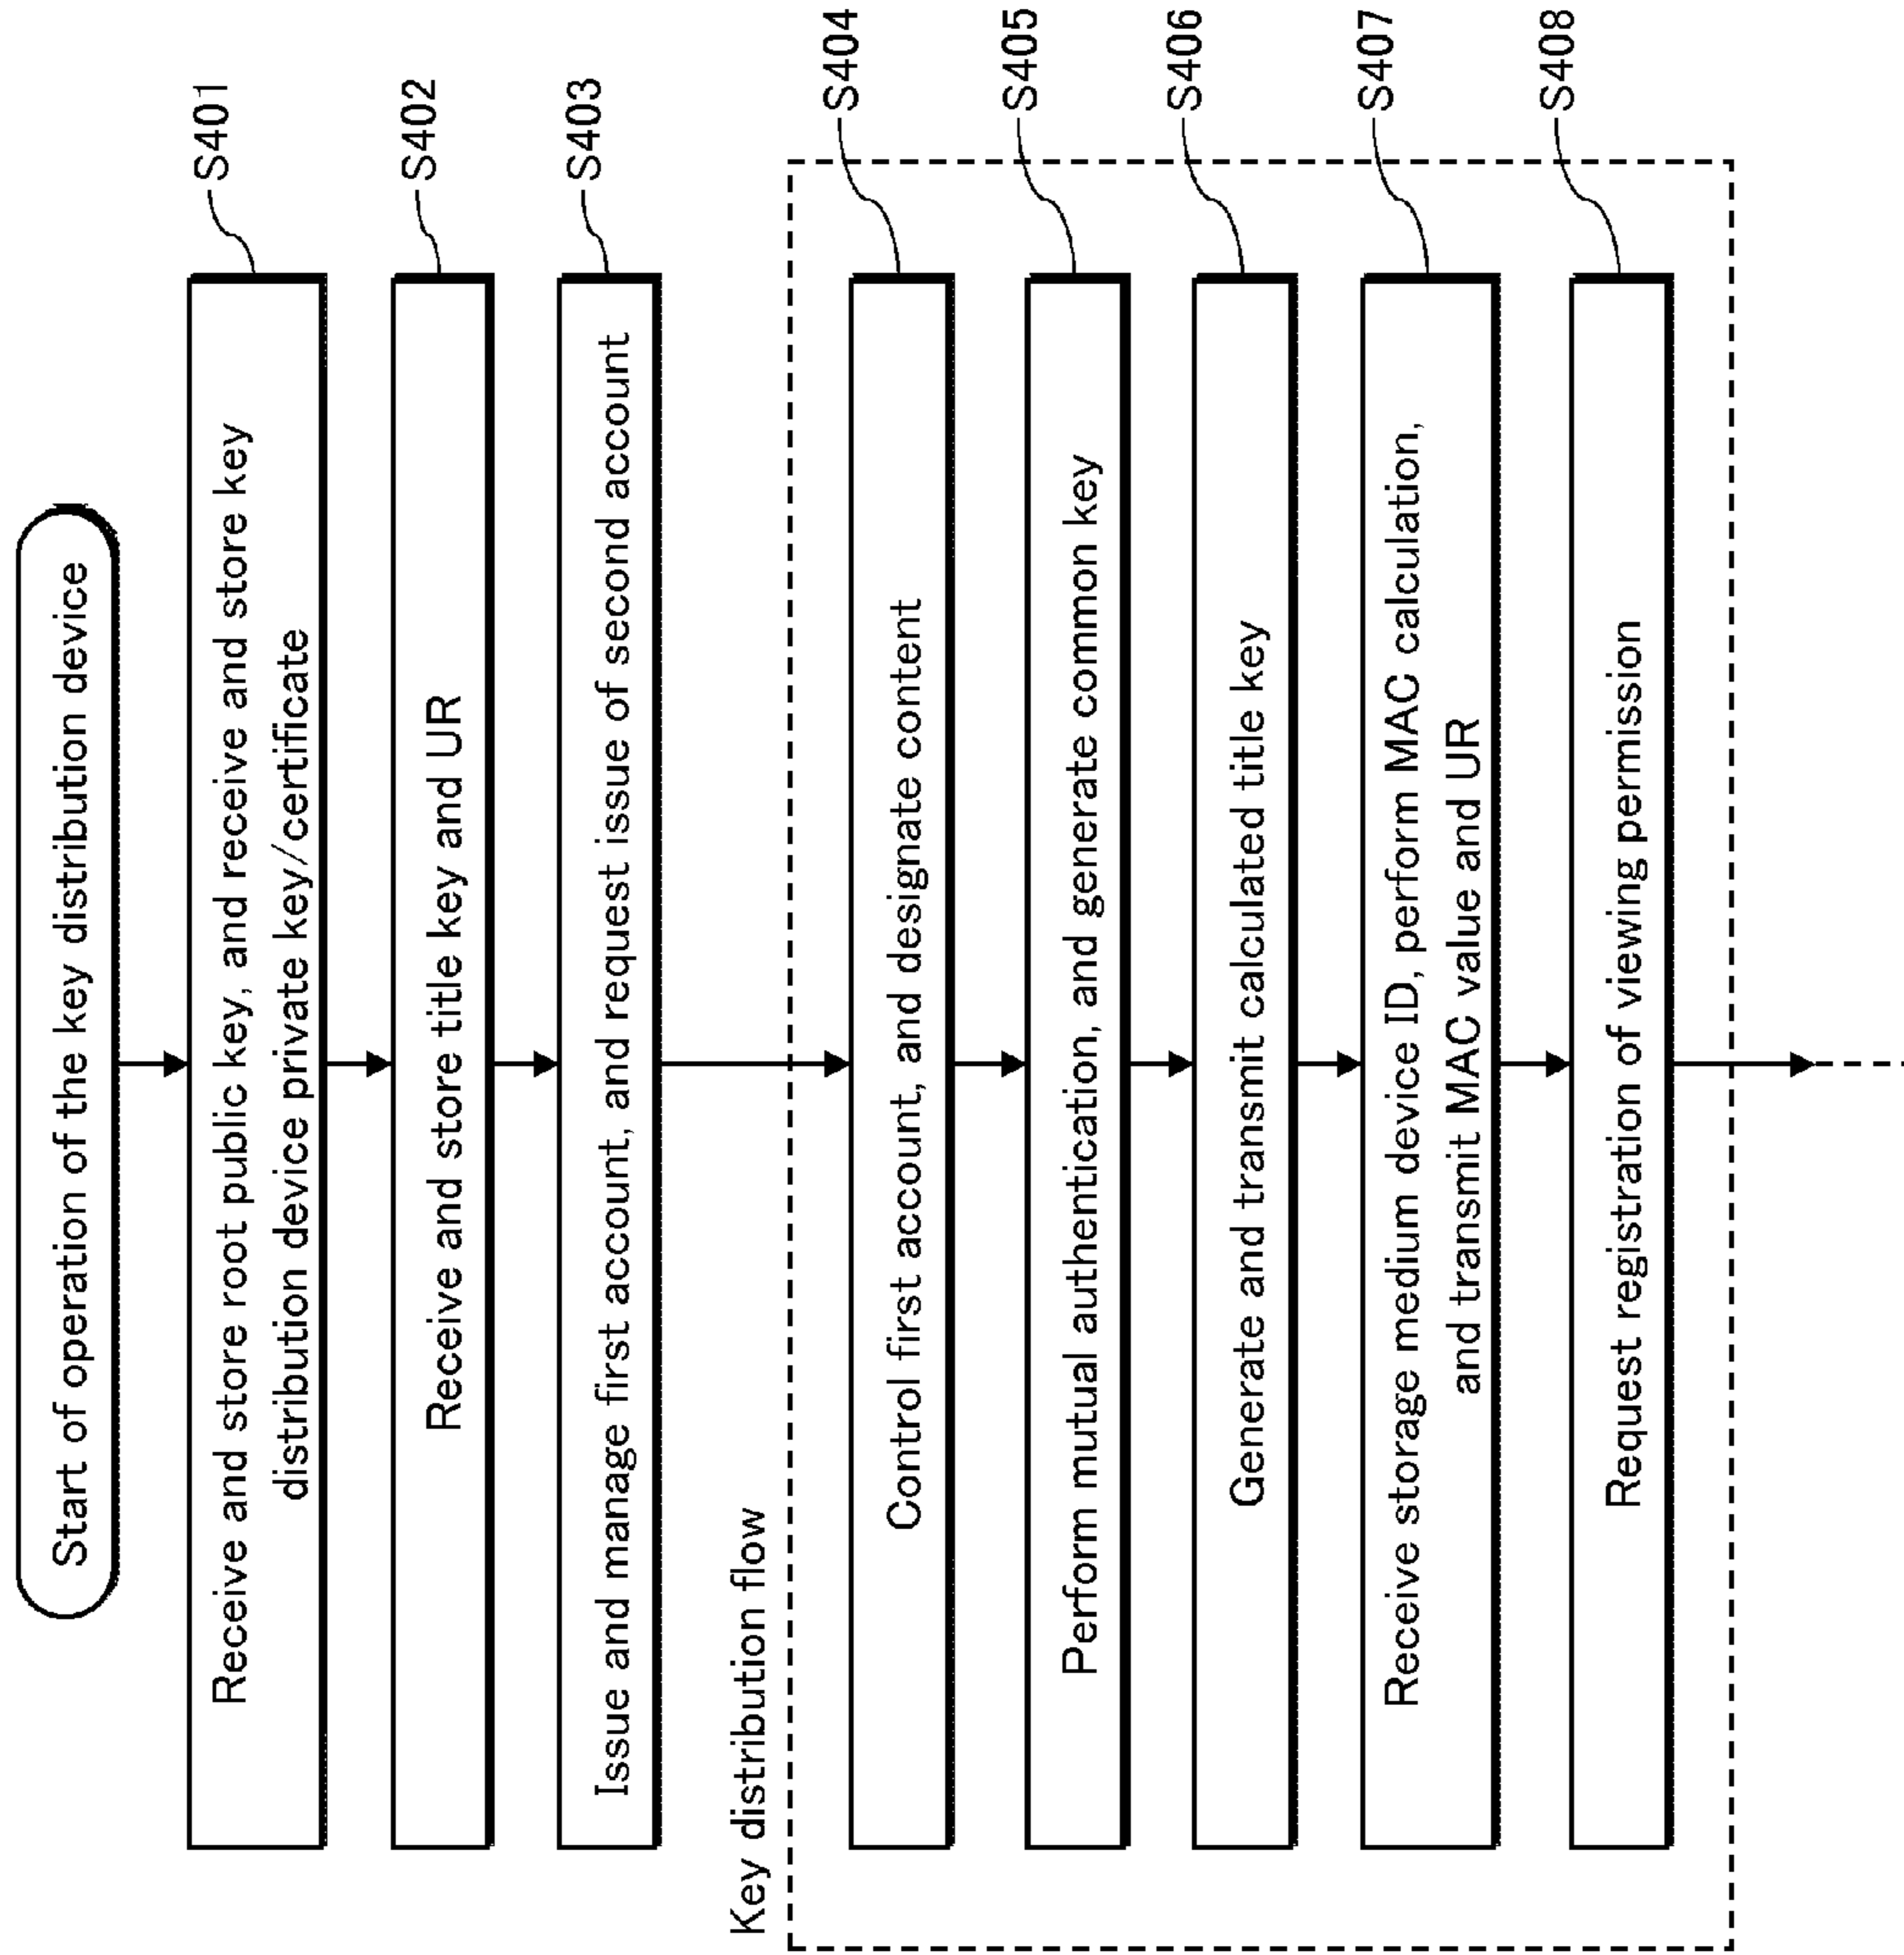 Start of operation of the key distribution device
S401
Receive and store root public key, and receive and store key
distribution device private key/certificate
S402
Receive and store title key and UR
S403
Issue and manage first account, and request issue of second account
Key distribution flow
S404
Control first account, and designate content
S405
Perform mutual authentication, and generate common key
S406
Generate and transmit calculated title key
S407
Receive storage medium device ID, perform MAC calculation,
and transmit MAC value and UR
S408
Request registration of viewing permission